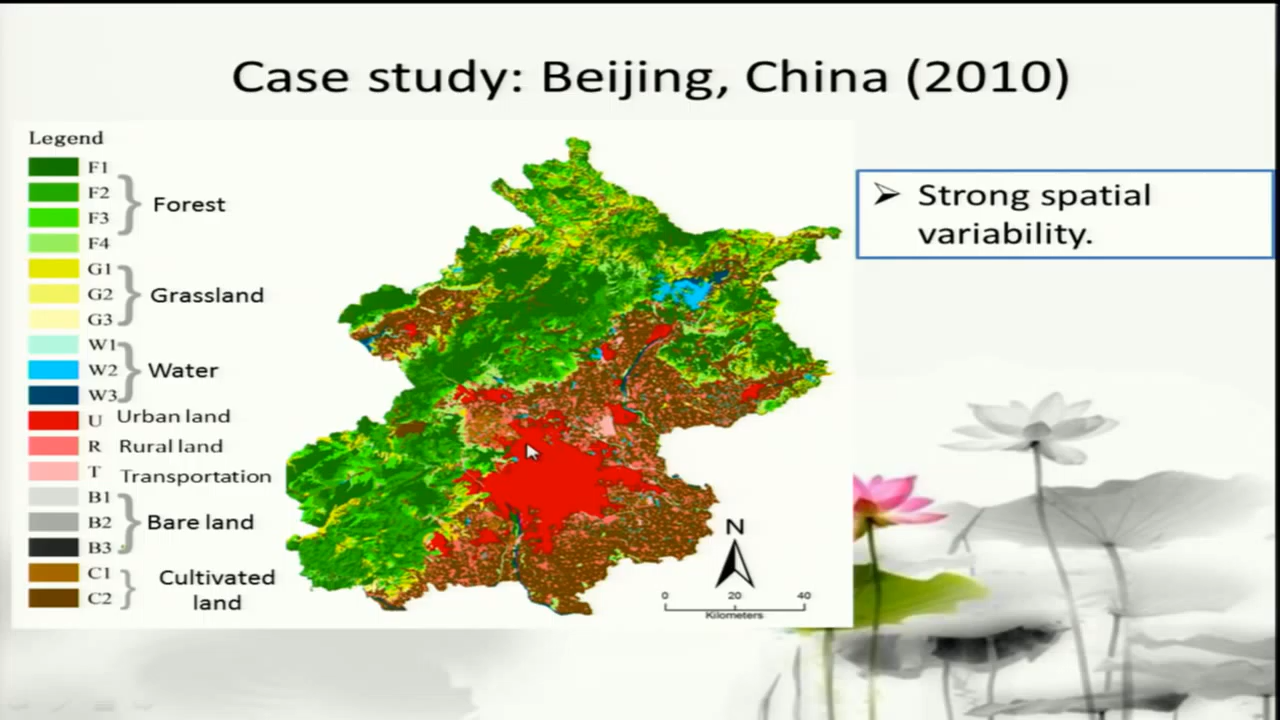 Case study: Beijing, China (2010)
Legend
F1
F2
F3
F4
Forest
G1
G2
G3
Grassland
W1
W2
W3
Water
U Urban land
R Rural land
T Transportation
B1
B2
B3
Bare land
C1
C2
Cultivated
land
➢ Strong spatial
variability.
N
0 20 40
Kilometers